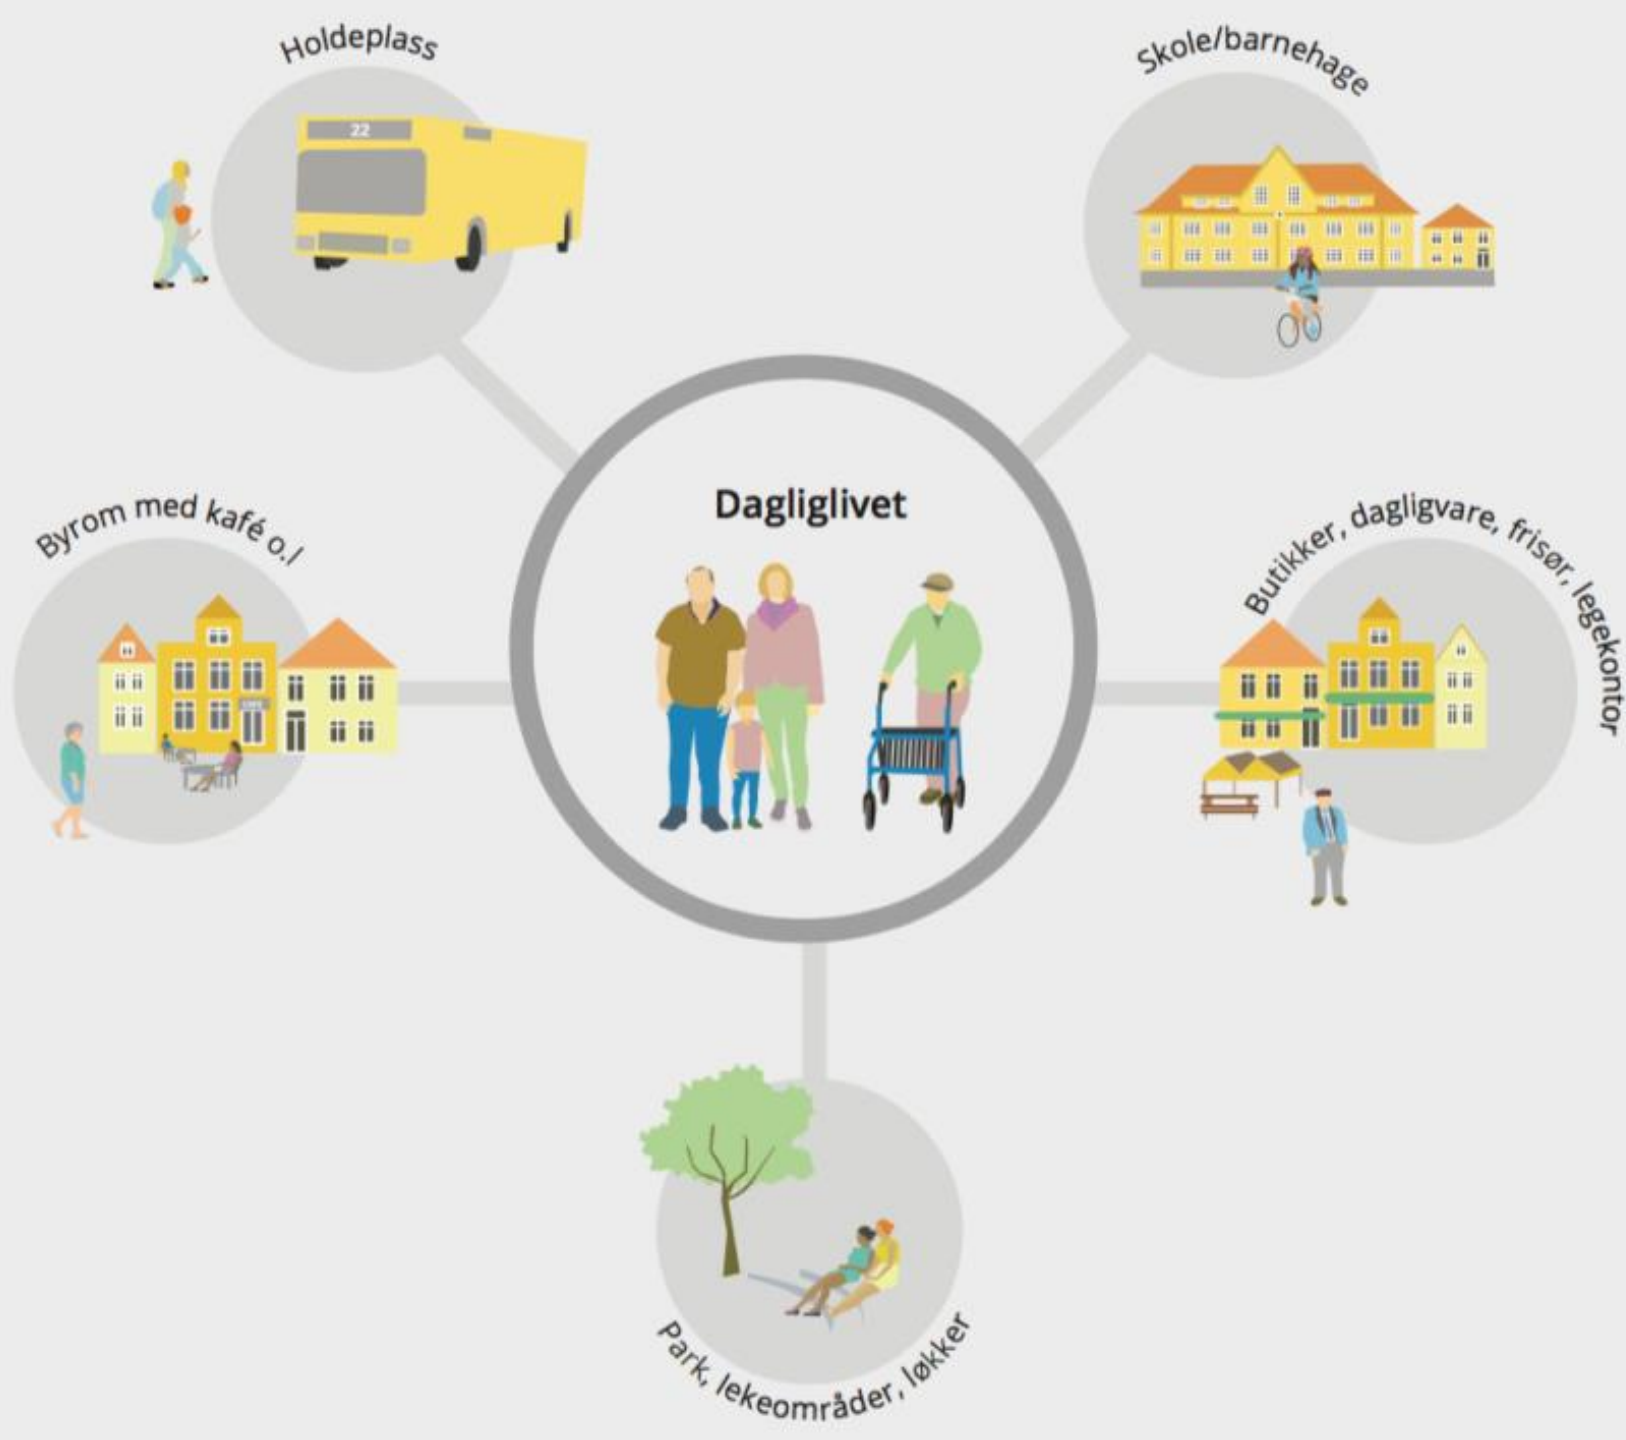 Holdeplass
22
Skole/barnehage
Dagliglivet
Byrom med kafé o.l
Butikker, dagligvare, frisør, legekontor
Park, lekeområder, løkker